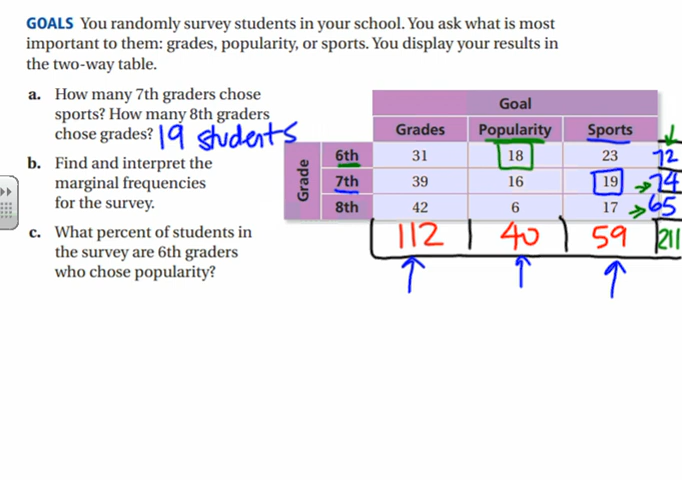 GOALS You randomly survey students in your school. You ask what is most
important to them: grades, popularity, or sports. You display your results in
the two-way table.
a. How many 7th graders chose
sports? How many 8th graders
chose grades? 19 students
b. Find and interpret the
marginal frequencies
for the survey.
c. What percent of students in
the survey are 6th graders
who chose popularity?
Goal
Grades Popularity Sports
Grade
6th 31 18 23 72
7th 39 16 19 74
8th 42 6 17 65
112 40 59 211